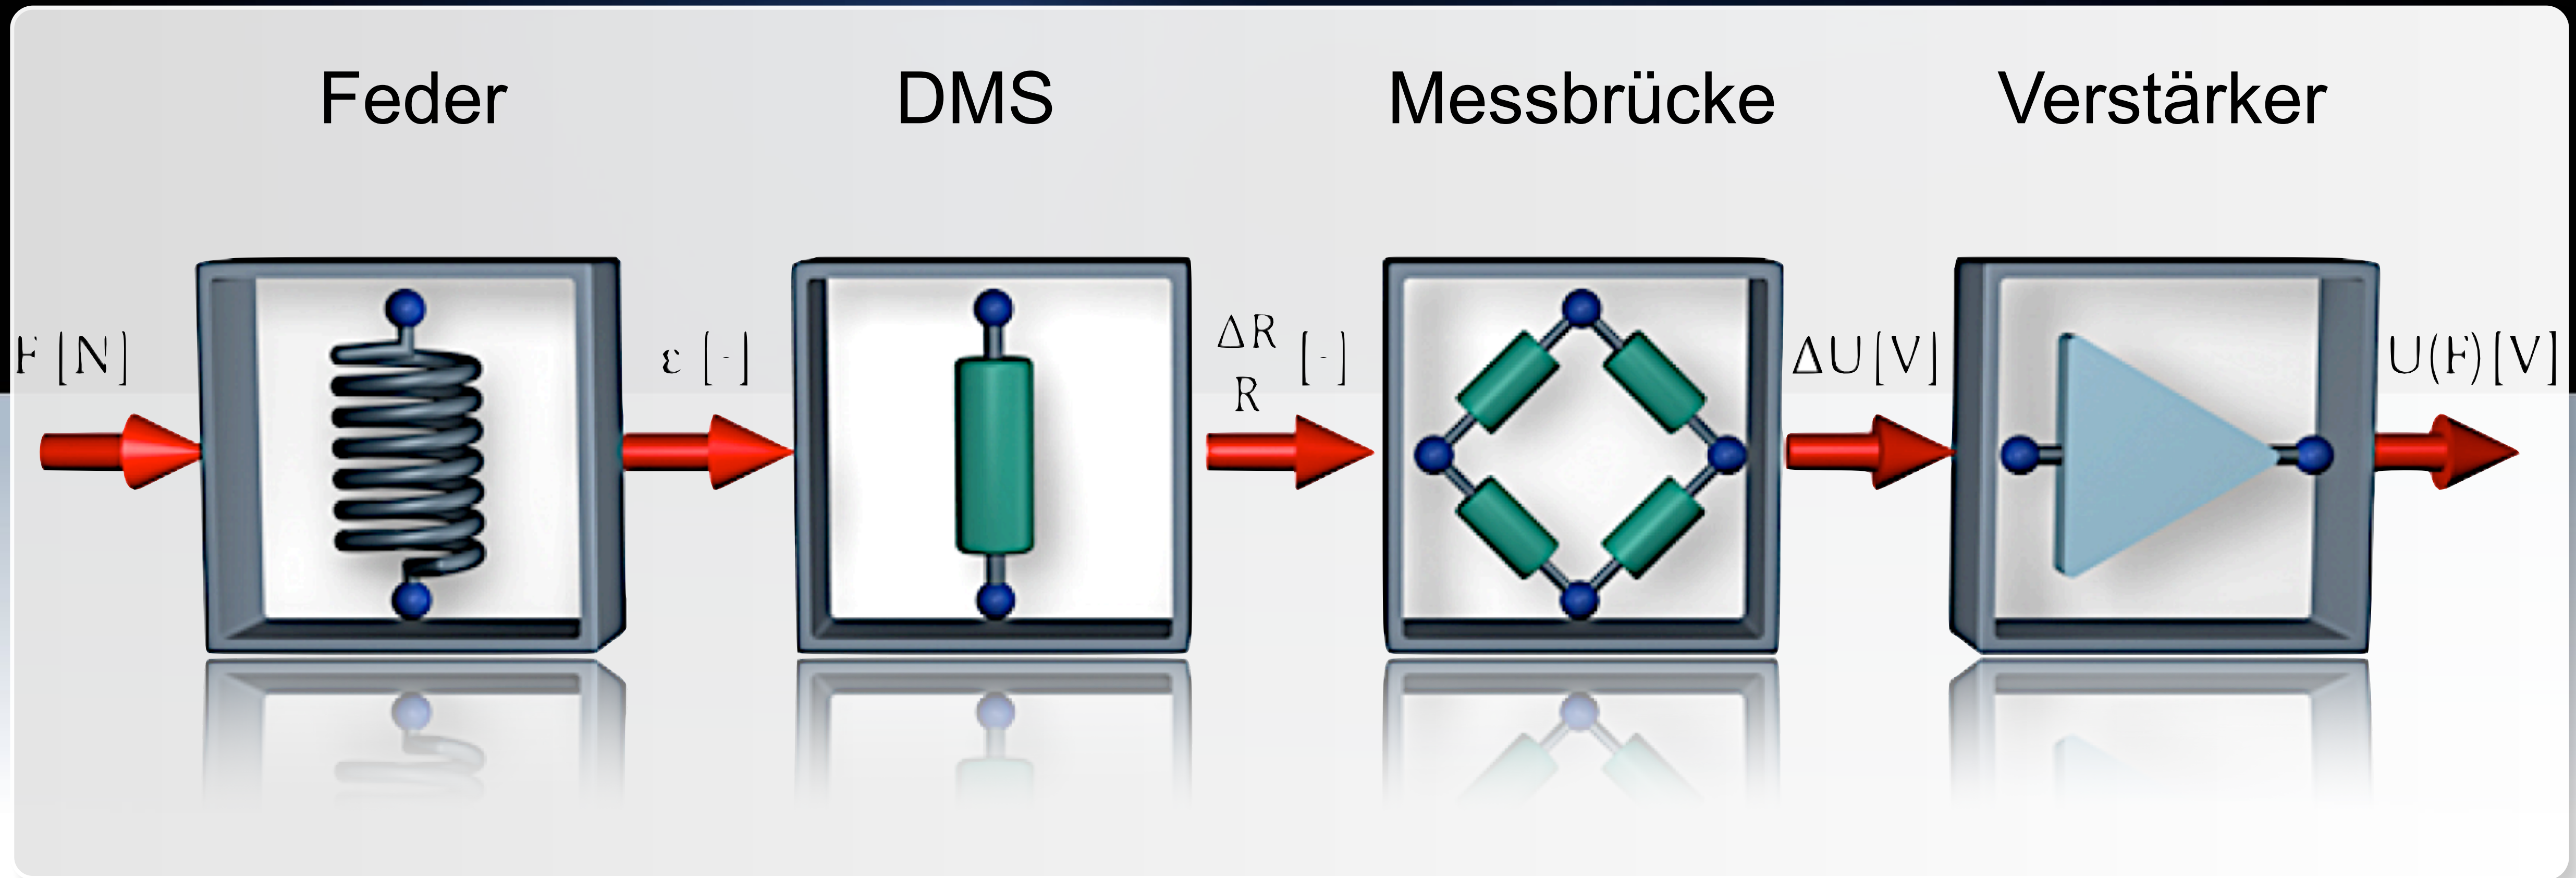 Feder
DMS
Messbrücke
Verstärker
F [N]
ε [-]
ΔR
R
[-]
ΔU[V]
U(F)[V]